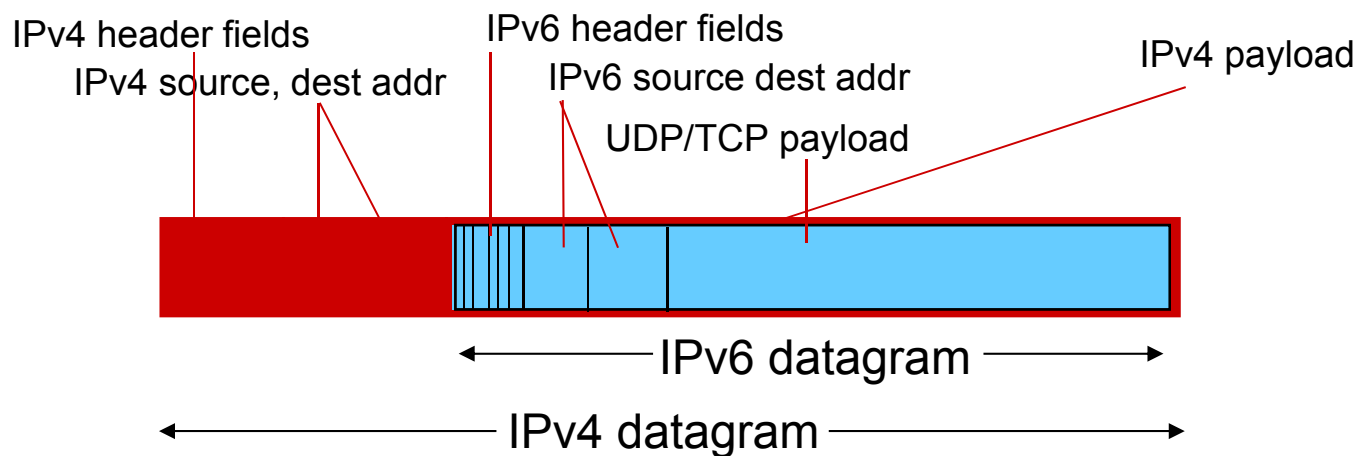 IPv4 header fields
IPv6 header fields
IPv4 payload
IPv4 source, dest addr
IPv6 source dest addr
UDP/TCP payload
IPv6 datagram
IPv4 datagram